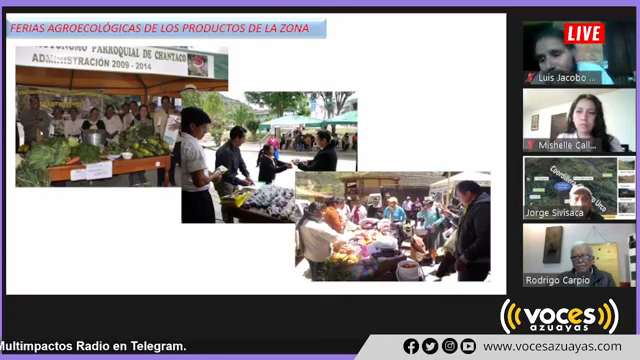 FERIAS AGROECOLÓGICAS DE LOS PRODUCTOS DE LA ZONA
AUTÓNOMO PARROQUIAL DE CHANTACO
ADMINISTRACIÓN 2009 - 2014
LIVE
Luis Jacobo ...
Mishelle Call...
Jorge Sivisaca
Rodrigo Carpio
voces
azuayas
Multimpactos Radio en Telegram.
www.vocesazuayas.com